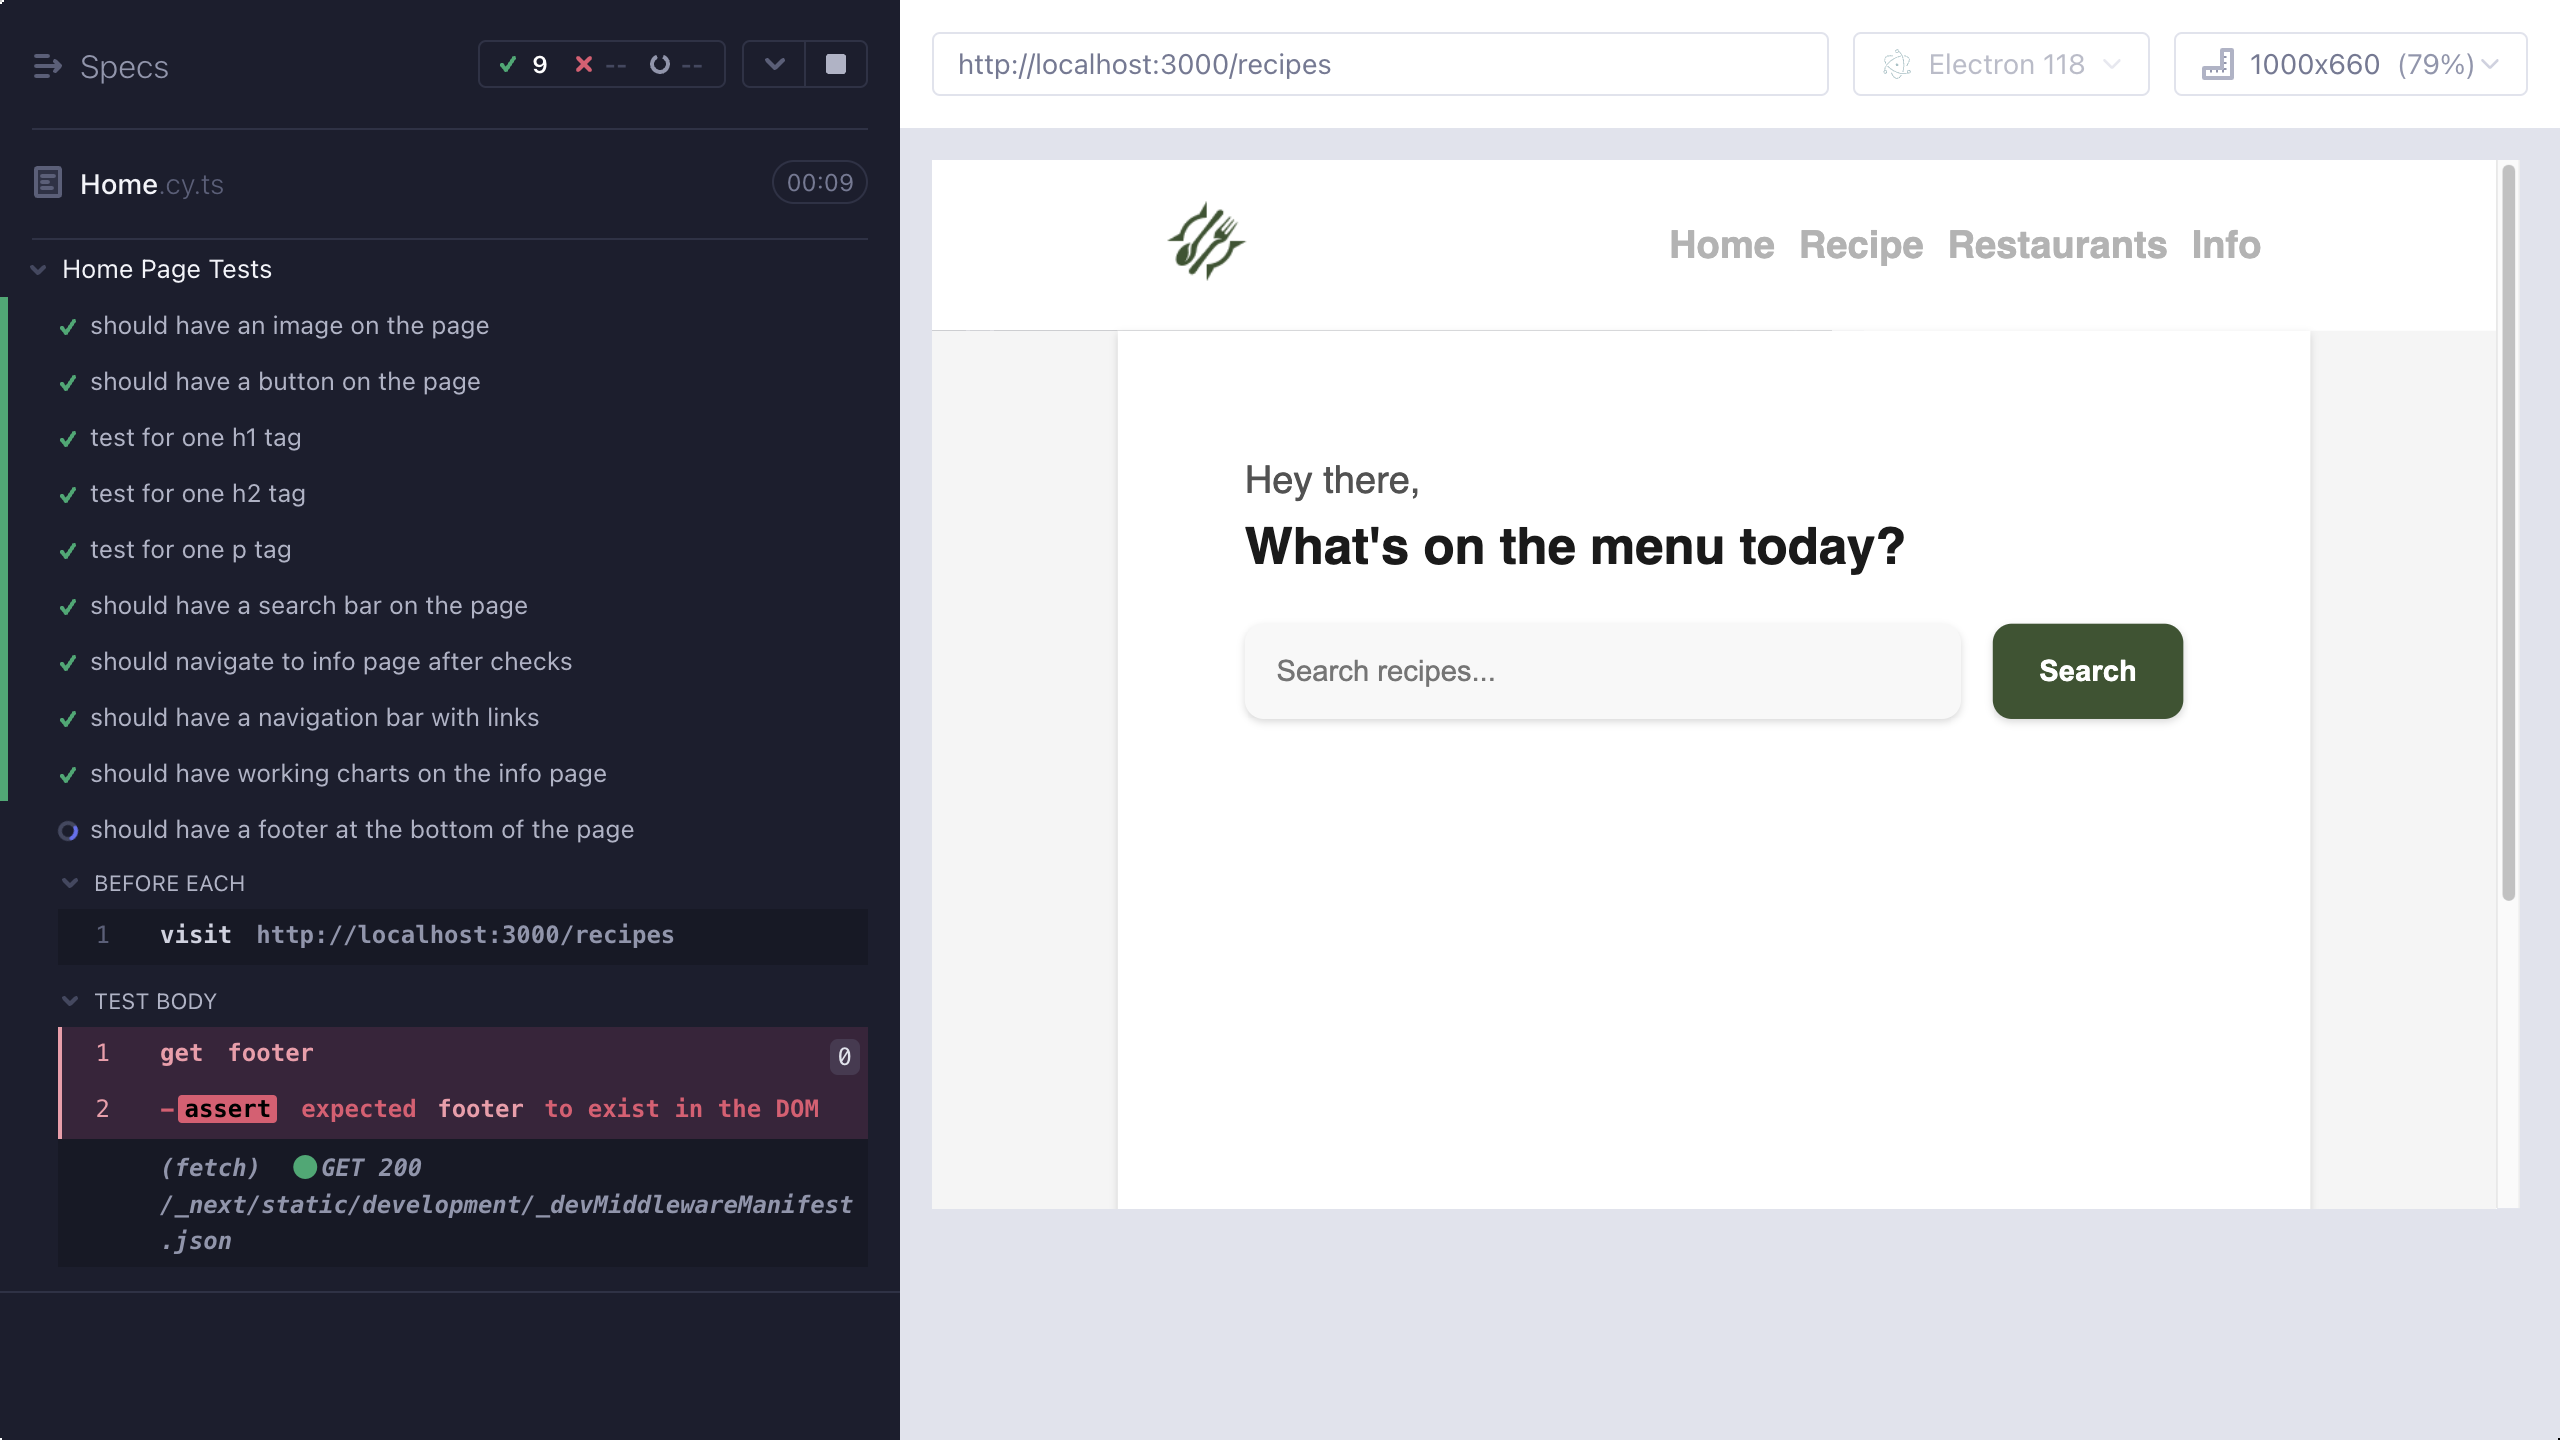 Specs
9 -- --
Home.cy.ts
00:09
Home Page Tests
should have an image on the page
should have a button on the page
test for one h1 tag
test for one h2 tag
test for one p tag
should have a search bar on the page
should navigate to info page after checks
should have a navigation bar with links
should have working charts on the info page
should have a footer at the bottom of the page
BEFORE EACH
1 visit http://localhost:3000/recipes
TEST BODY
1 get footer 0
2 -assert expected footer to exist in the DOM
(fetch) GET 200
/_next/static/development/_devMiddlewareManifest
.json
http://localhost:3000/recipes
Electron 118
1000x660 (79%)
Home Recipe Restaurants Info
Hey there,
What's on the menu today?
Search recipes...
Search